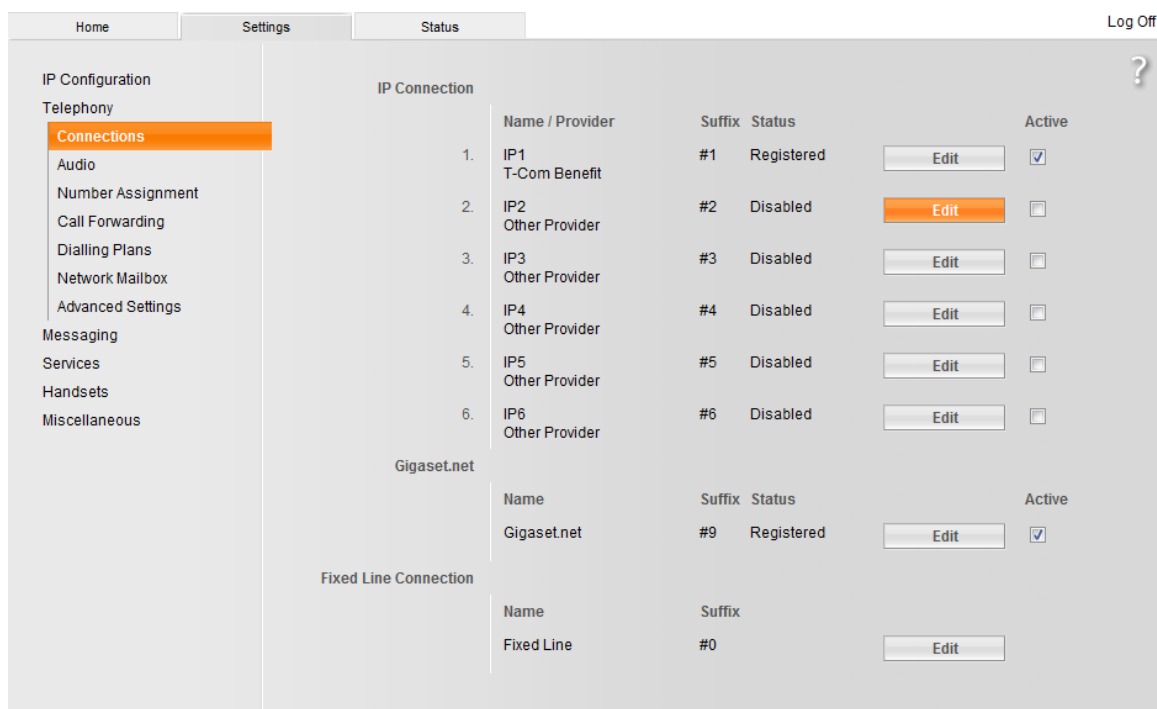 Home Settings Status Log Off
?
IP Configuration
Telephony
Connections
Audio
Number Assignment
Call Forwarding
Dialling Plans
Network Mailbox
Advanced Settings
Messaging
Services
Handsets
Miscellaneous
IP Connection
Name / Provider Suffix Status Active
1. IP1 #1 Registered Edit
T-Com Benefit
2. IP2 #2 Disabled Edit
Other Provider
3. IP3 #3 Disabled Edit
Other Provider
4. IP4 #4 Disabled Edit
Other Provider
5. IP5 #5 Disabled Edit
Other Provider
6. IP6 #6 Disabled Edit
Other Provider
Gigaset.net
Name Suffix Status Active
Gigaset.net #9 Registered Edit
Fixed Line Connection
Name Suffix
Fixed Line #0 Edit